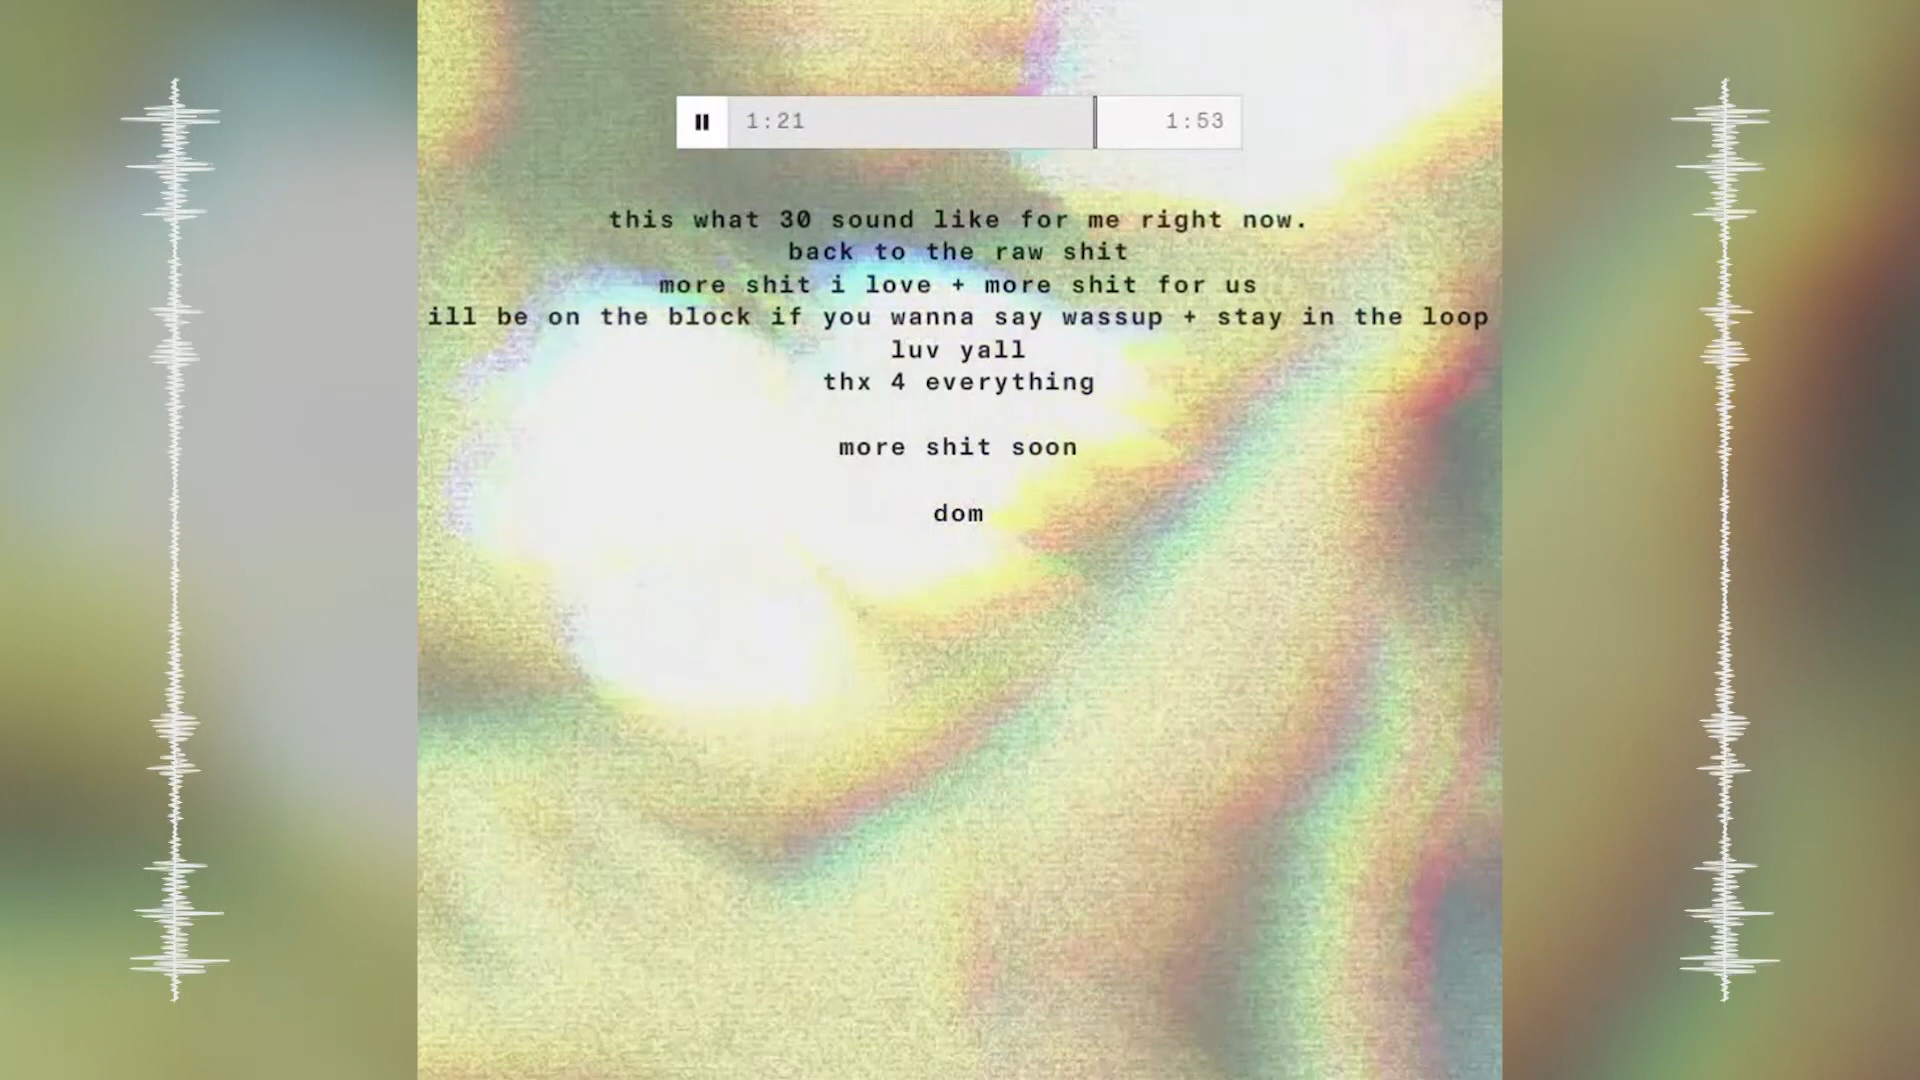 1:21 1:53
this what 30 sound like for me right now.
back to the raw shit
more shit i love + more shit for us
ill be on the block if you wanna say wassup + stay in the loop
luv yall
thx 4 everything
more shit soon
dom